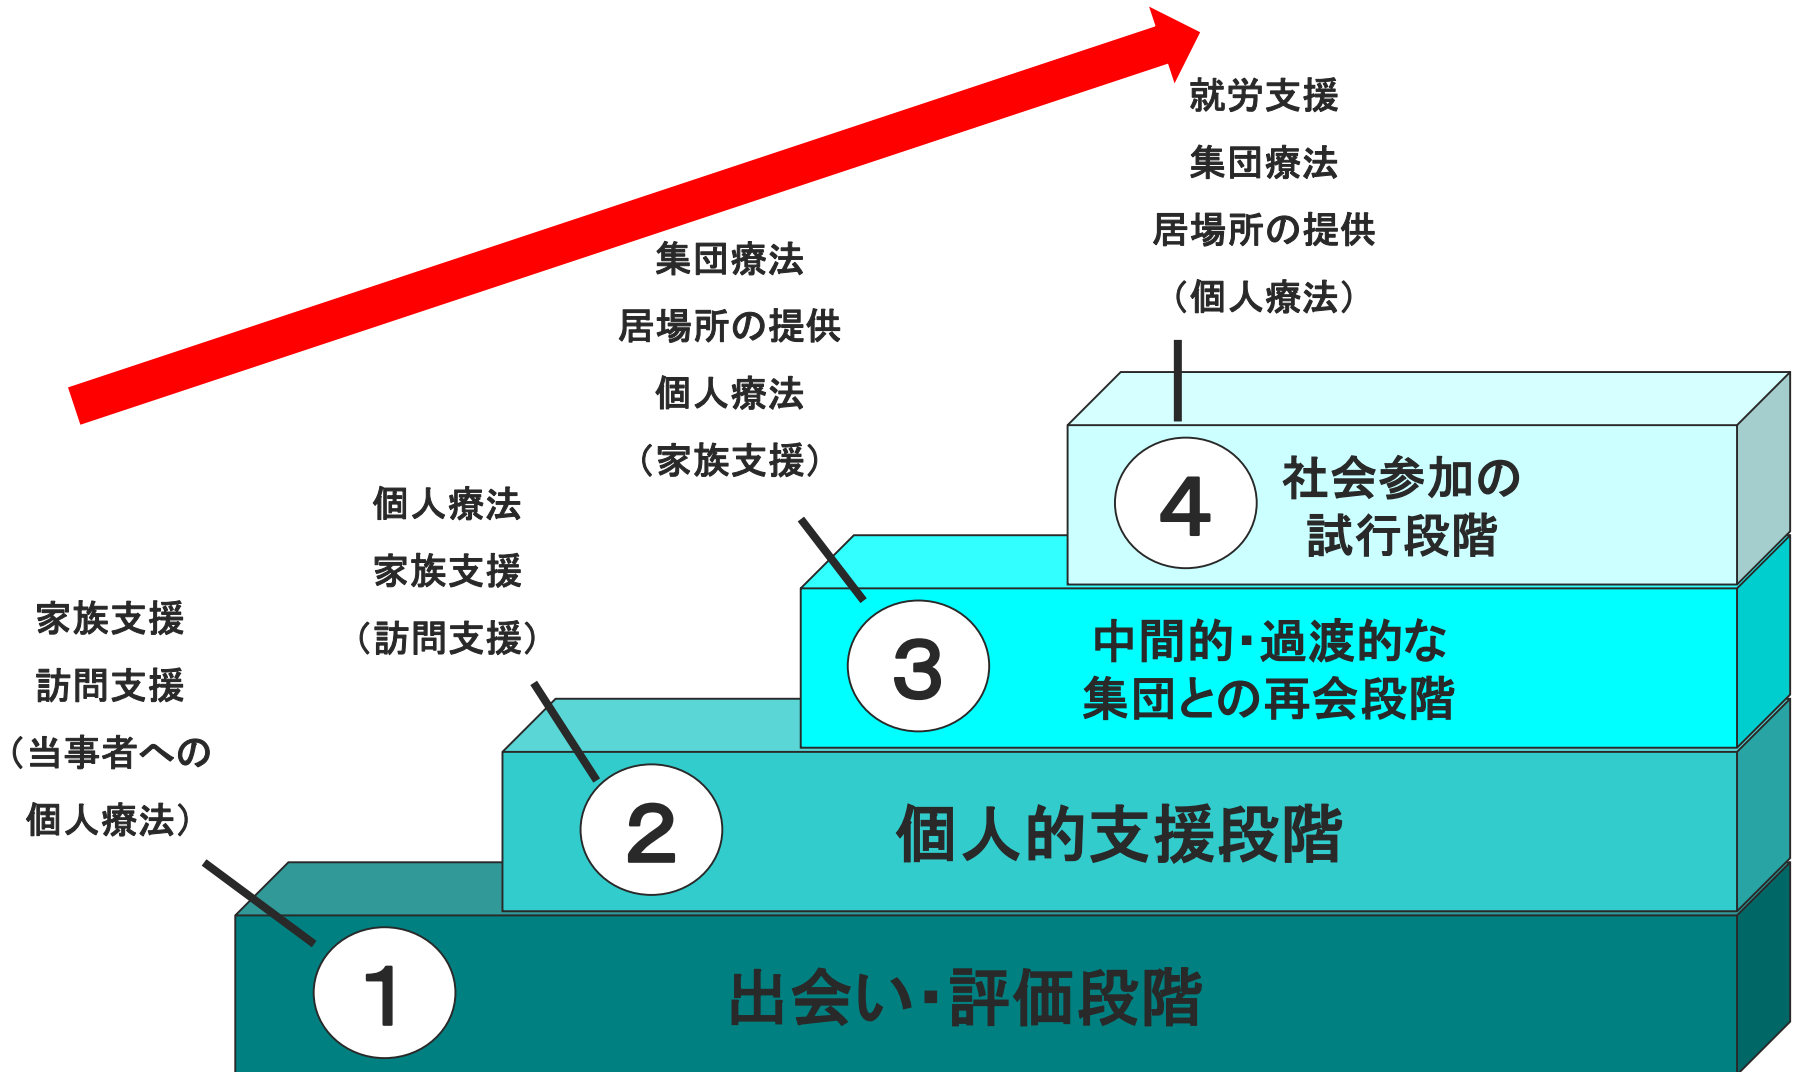 就労支援
集団療法
居場所の提供
（個人療法）
集団療法
居場所の提供
個人療法
（家族支援）
個人療法
家族支援
（訪問支援）
家族支援
訪問支援
（当事者への
個人療法）
４
社会参加の
試行段階
３
中間的・過渡的な
集団との再会段階
２
個人的支援段階
１
出会い・評価段階